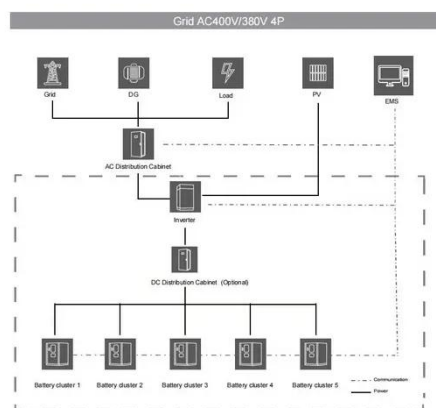 Grid AC400V/380V 4P
Grid
DG
Load
PV
EMS
AC Distribution Cabinet
Inverter
DC Distribution Cabinet (Optional)
Battery cluster 1
Battery cluster 2
Battery cluster 3
Battery cluster 4
Battery cluster 5
Communication
Power